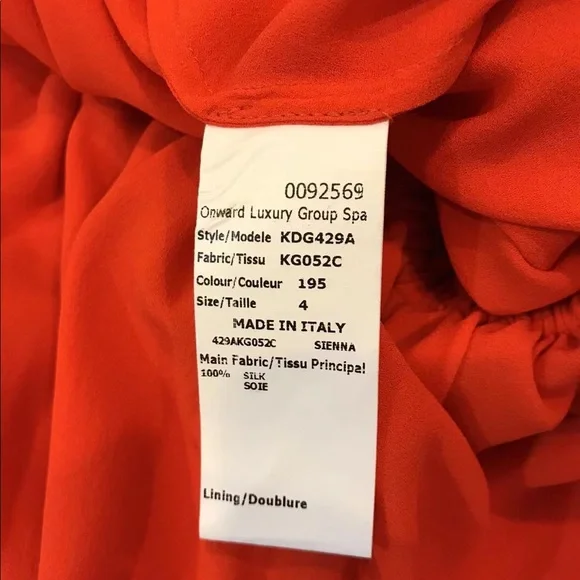 0092569
Onward Luxury Group Spa
Style/Modele KDG429A
Fabric/Tissu KG052C
Colour/Couleur 195
Size/Taille 4
MADE IN ITALY
429AKG052C SIENNA
Main Fabric/Tissu Principal
100% SILK
SOIE
Lining/Doublure